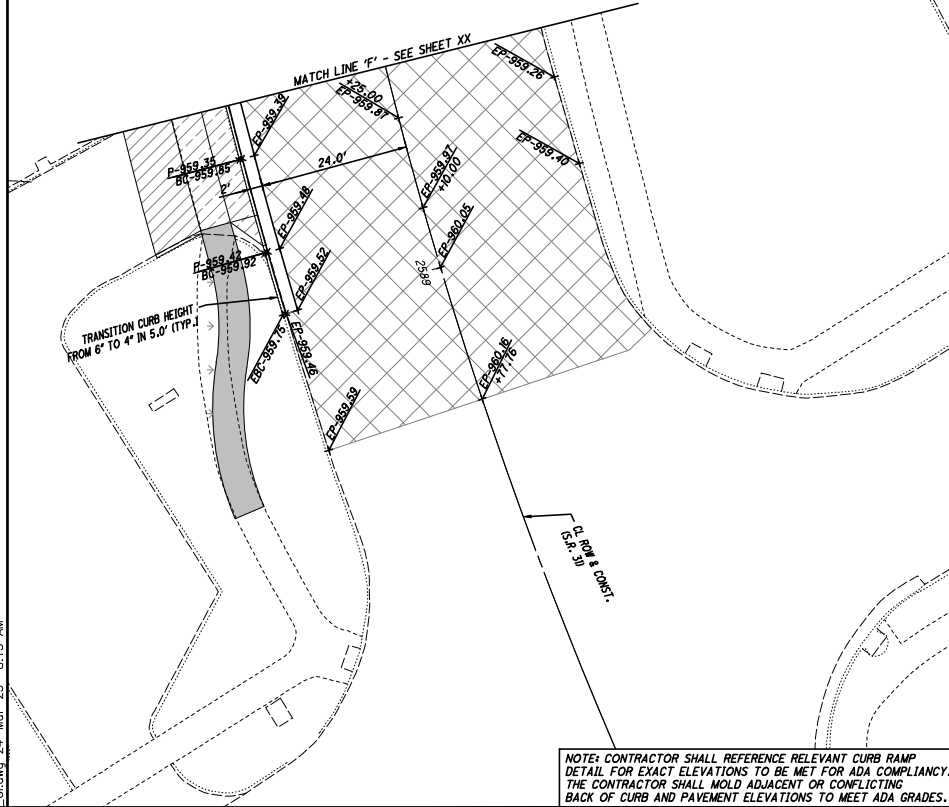 MATCH LINE 'F' - SEE SHEET XX
EP-959.26
+25.00
EP-959.87
EP-959.39
EP-959.40
24.0'
P-959.35
BC-959.85
2'
EP-959.97
+10.00
EP-959.48
EP-960.05
P-959.42
BC-959.92
EP-959.52
2589
TRANSITION CURB HEIGHT
FROM 6" TO 4" IN 5.0' (TYP.)
EBC-959.75
EP-959.46
EP-960.16
+77.76
EP-959.59
CL ROW & CONST.
(S.R. 31)
NOTE: CONTRACTOR SHALL REFERENCE RELEVANT CURB RAMP
DETAIL FOR EXACT ELEVATIONS TO BE MET FOR ADA COMPLIANCY.
THE CONTRACTOR SHALL MOLD ADJACENT OR CONFLICTING
BACK OF CURB AND PAVEMENT ELEVATIONS TO MEET ADA GRADES.